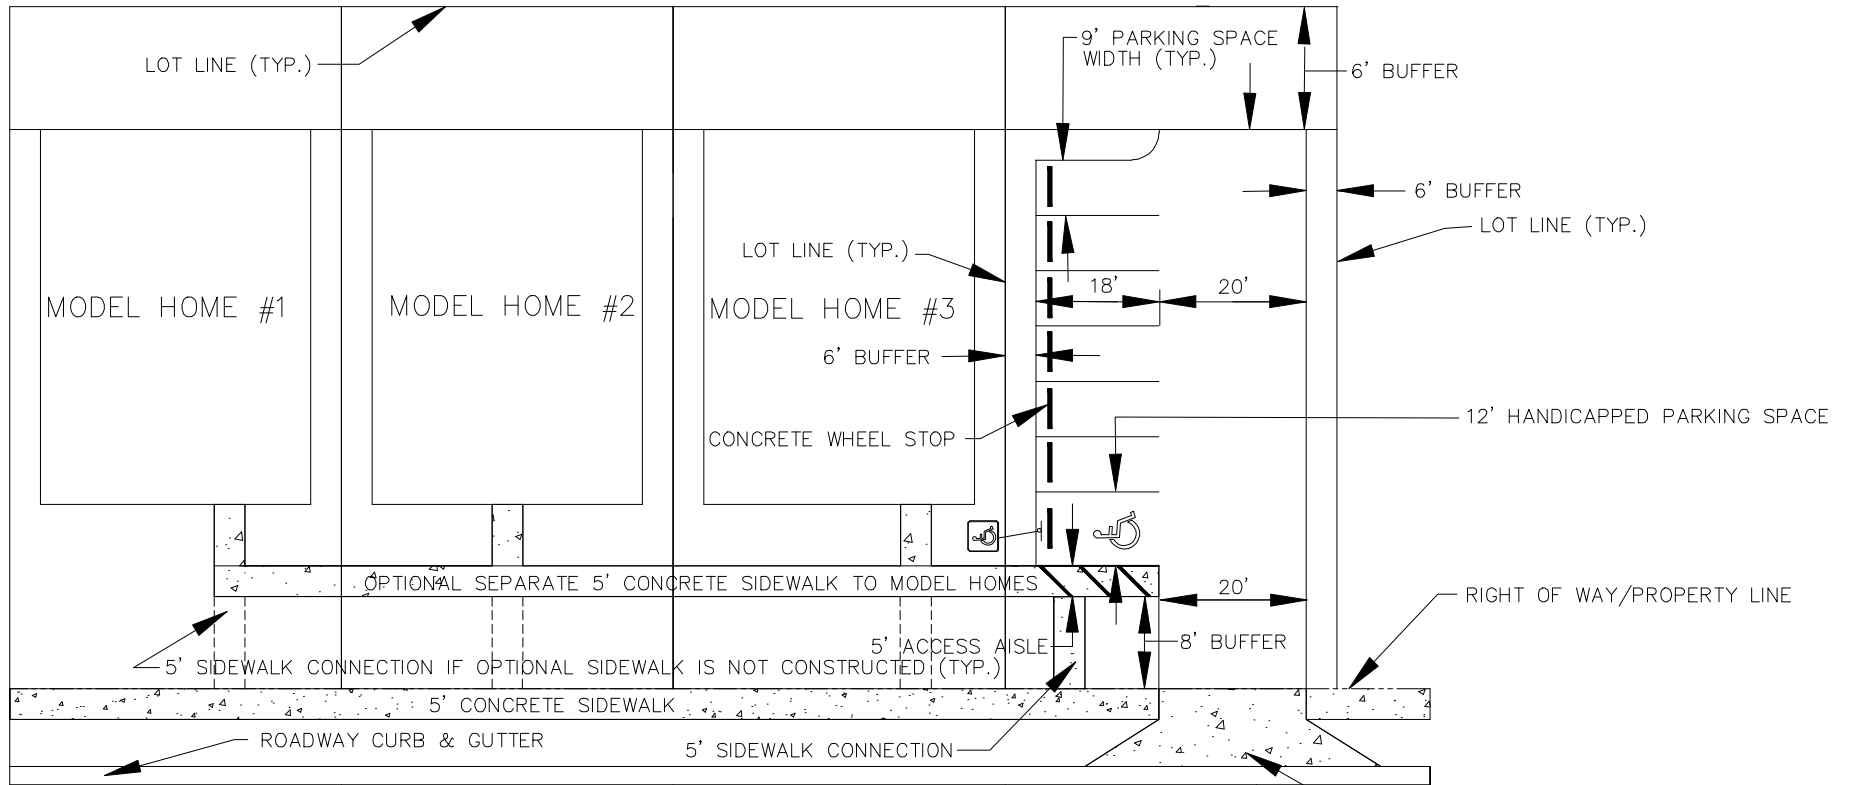 9' PARKING SPACE
WIDTH (TYP.)
LOT LINE (TYP.)
6' BUFFER
6' BUFFER
LOT LINE (TYP.)
LOT LINE (TYP.)
18'
20'
MODEL HOME #1
MODEL HOME #2
MODEL HOME #3
6' BUFFER
12' HANDICAPPED PARKING SPACE
CONCRETE WHEEL STOP
OPTIONAL SEPARATE 5' CONCRETE SIDEWALK TO MODEL HOMES
20'
RIGHT OF WAY/PROPERTY LINE
5' ACCESS AISLE
8' BUFFER
5' SIDEWALK CONNECTION IF OPTIONAL SIDEWALK IS NOT CONSTRUCTED (TYP.)
5' CONCRETE SIDEWALK
ROADWAY CURB & GUTTER
5' SIDEWALK CONNECTION